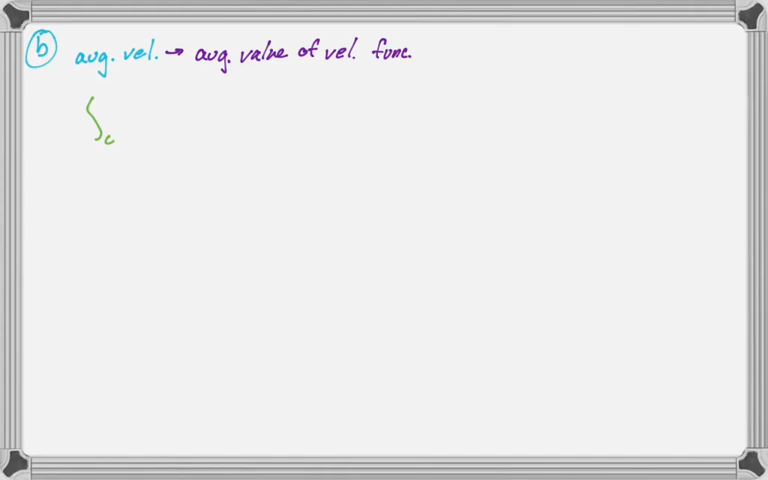 b avg. vel. → avg. value of vel. func.
∫